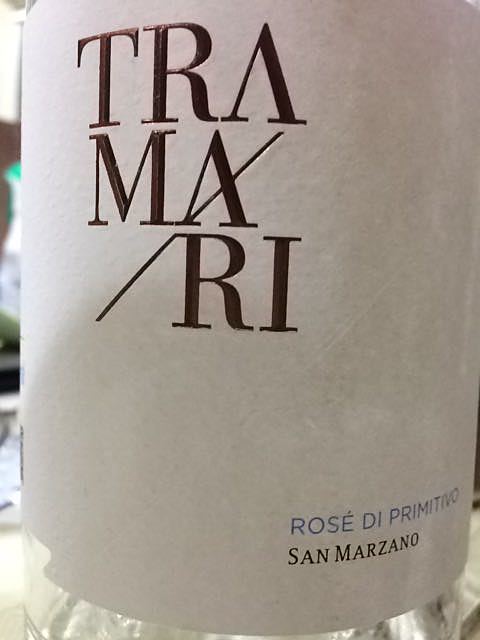 TRA
MA
RI
ROSÉ DI PRIMITIVO
SAN MARZANO